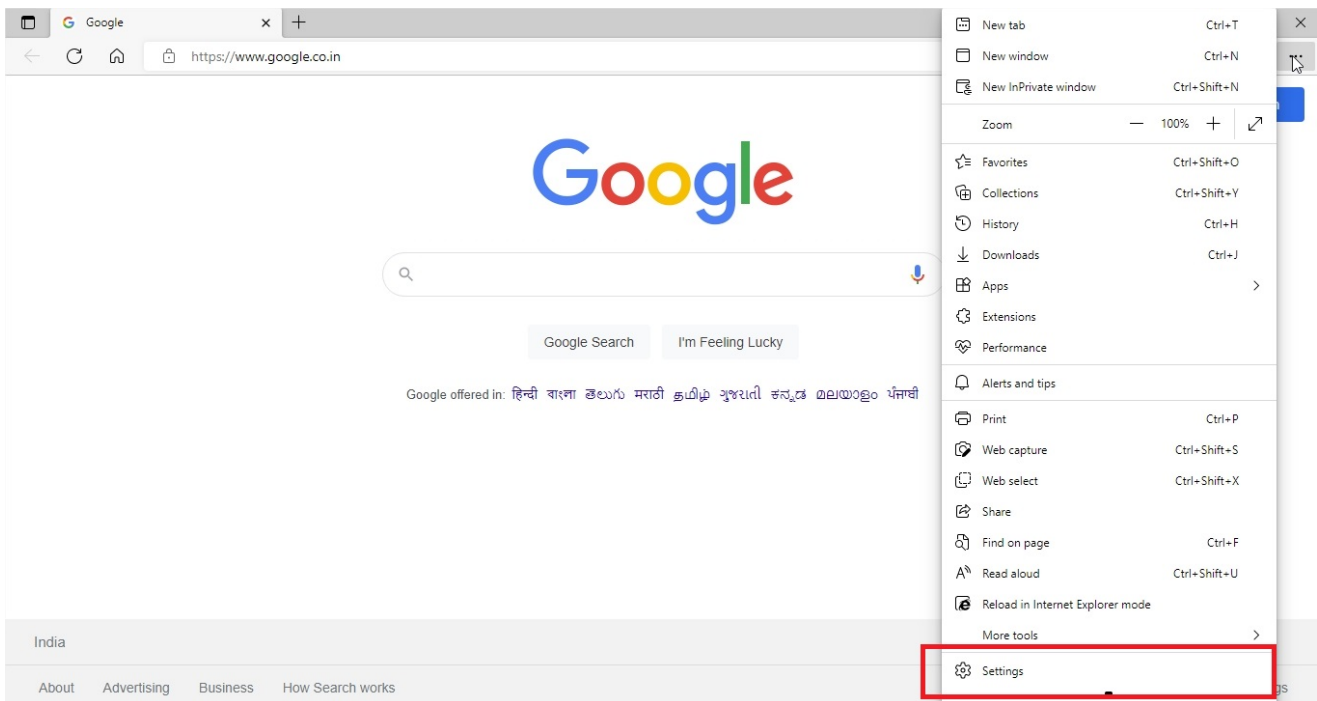 Google
https://www.google.co.in
Google
Google Search I'm Feeling Lucky
Google offered in: हिन्दी বাংলা తెలుగు मराठी தமிழ் ગુજરાતી ಕನ್ನಡ മലയാളം ਪੰਜਾਬੀ
India
About Advertising Business How Search works
New tab Ctrl+T
New window Ctrl+N
New InPrivate window Ctrl+Shift+N
Zoom — 100% +
Favorites Ctrl+Shift+O
Collections Ctrl+Shift+Y
History Ctrl+H
Downloads Ctrl+J
Apps
Extensions
Performance
Alerts and tips
Print Ctrl+P
Web capture Ctrl+Shift+S
Web select Ctrl+Shift+X
Share
Find on page Ctrl+F
Read aloud Ctrl+Shift+U
Reload in Internet Explorer mode
More tools
Settings